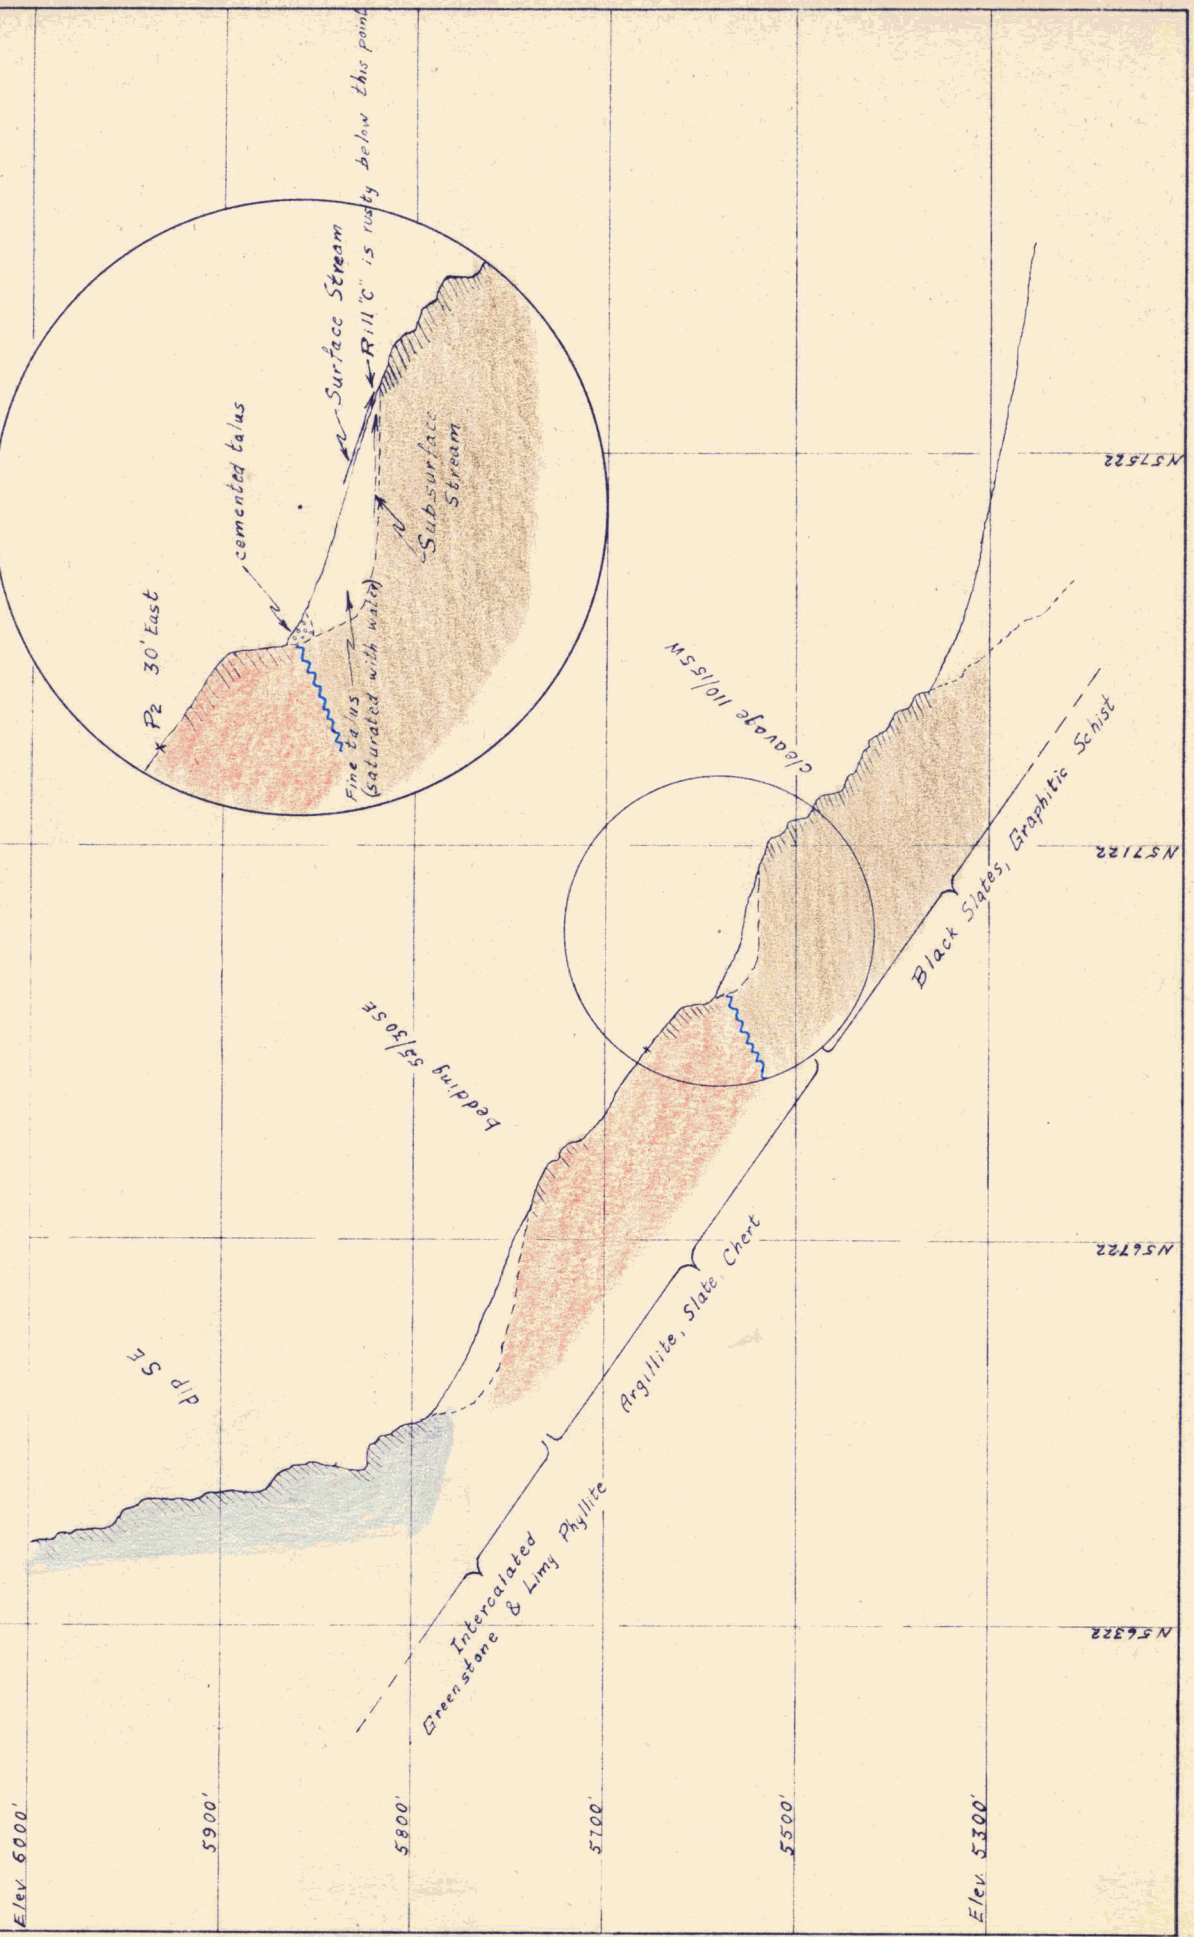 Elev. 6000'
5900'
5800'
5700'
5500'
Elev. 5300'
N57522
N57122
N56722
N56322
P2 30' East
cemented talus
Surface Stream
Rill "C" is rusty below this point
Subsurface
Stream
Fine talus
(saturated with water)
cleavage 110/15SW
bedding 55/30SE
dip SE
Black Slates, Graphitic Schist
Argillite, Slate, Chert
Intercalated
Greenstone & Limy Phyllite